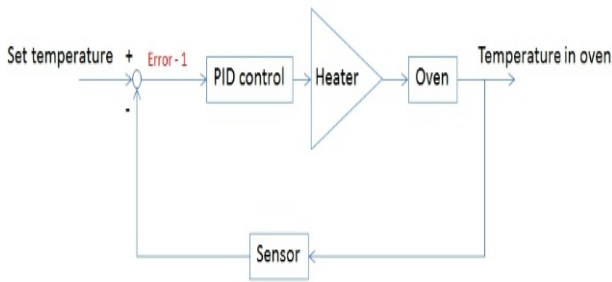 Set temperature
+
Error - 1
PID control
Heater
Oven
Temperature in oven
-
Sensor